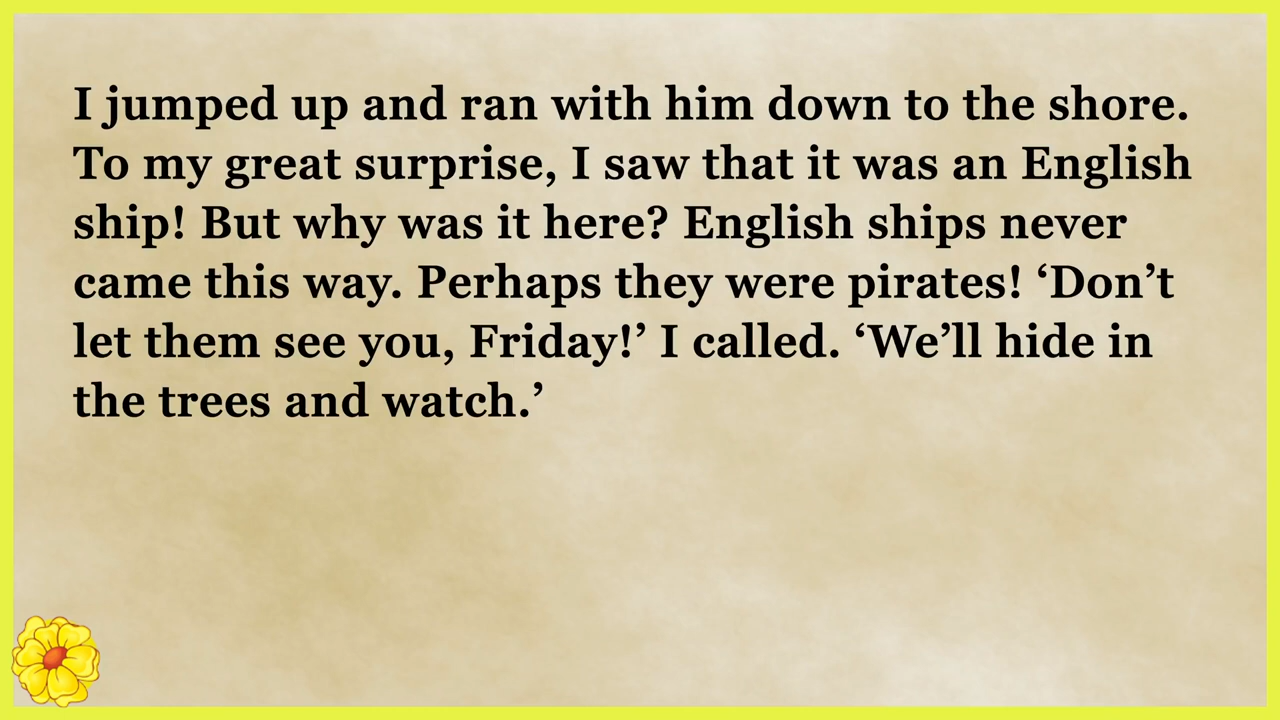 I jumped up and ran with him down to the shore.
To my great surprise, I saw that it was an English
ship! But why was it here? English ships never
came this way. Perhaps they were pirates! ‘Don’t
let them see you, Friday!’ I called. ‘We’ll hide in
the trees and watch.’